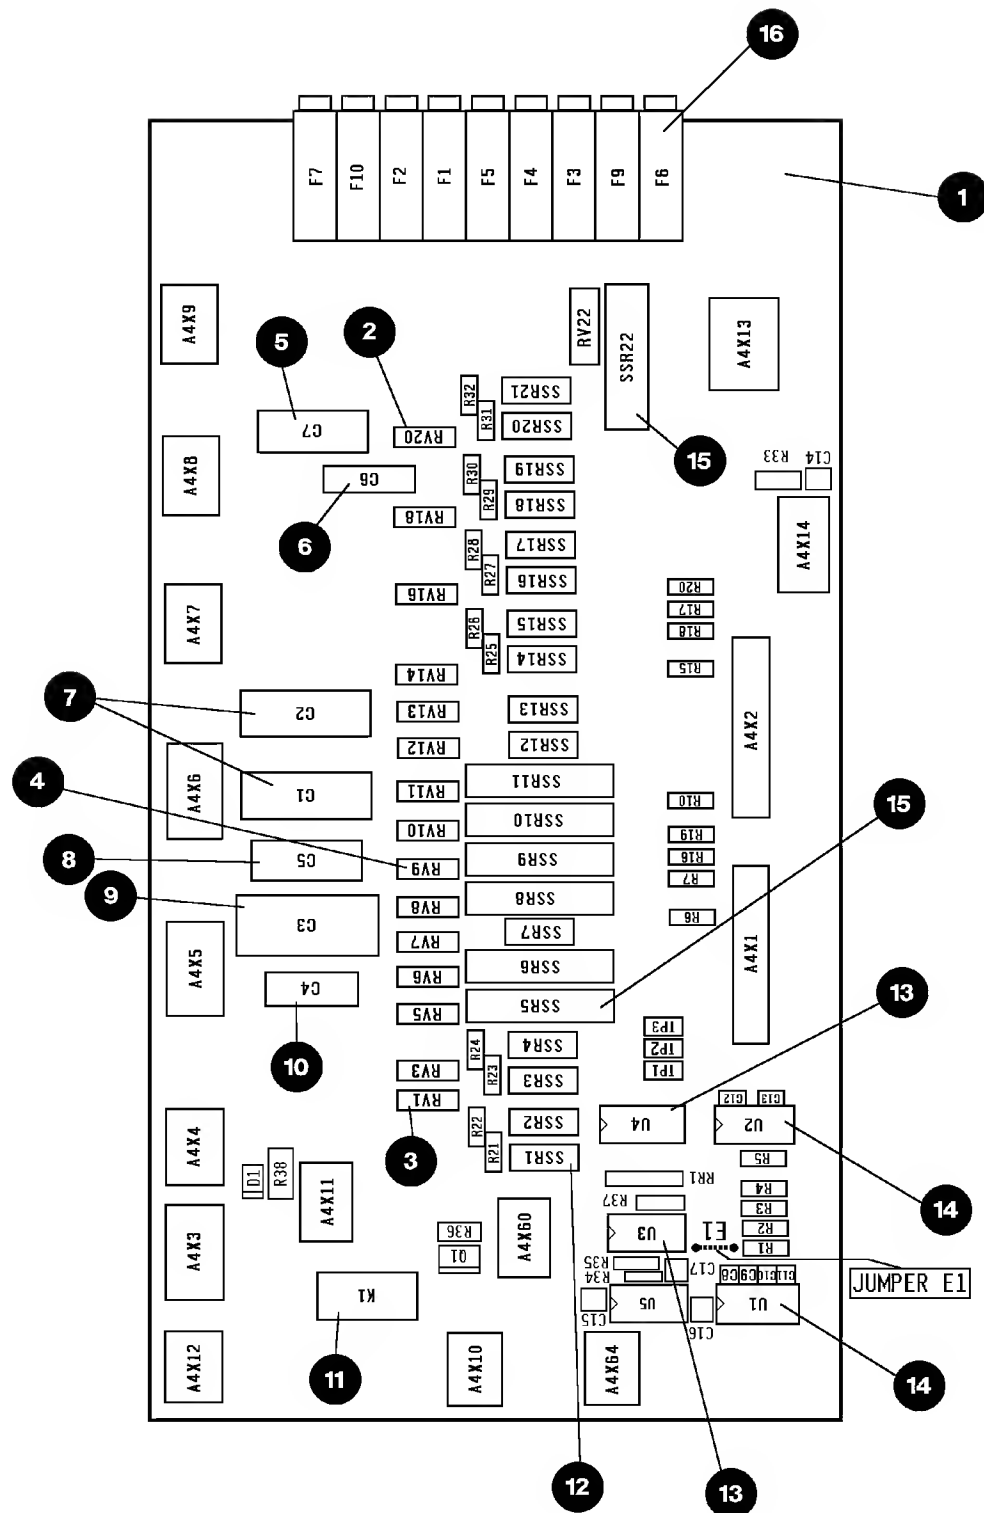 16
F7 F10 F2 F1 F5 F4 F3 F9 F6
1
A4X9
5
2
RV22
SSR22
A4X13
R32
SSR21
R31
C7
RV20
SSR20
15
A4X8
C6
R30
SSR19
R33
C14
R29
SSR18
RV18
6
A4X14
R28
SSR17
R27
SSR16
A4X7
RV16
R20
R17
R26
SSR15
R18
R25
SSR14
RV14
R15
7
C2
RV13
SSR13
A4X2
RV12
SSR12
4
A4X6
C1
RV11
SSR11
15
R10
RV10
SSR10
R19
8
C5
RV9
SSR9
R16
R7
9
RV8
SSR8
R6
C3
RV7
SSR7
A4X1
A4X5
RV6
SSR6
C4
RV5
SSR5
13
TP3
R24
SSR4
TP2
10
RV3
R23
SSR3
TP1
RV1
C12
C13
A4X4
R22
SSR2
U4
U2
3
R21
SSR1
R5
D1
R38
RR1
R4
A4X11
R37
R3
14
A4X3
R36
A4X60
U3
E1
R2
Q1
R1
R35
C17
R34
C8 C9 C10 C11
JUMPER E1
K1
C15
U5
C16
U1
A4X12
11
A4X10
A4X64
14
12
13